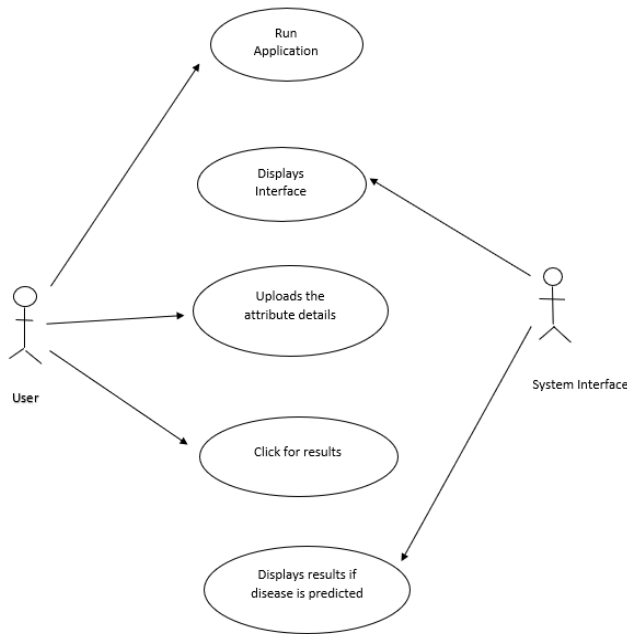 Run
Application
Displays
Interface
Uploads the
attribute details
User
System Interface
Click for results
Displays results if
disease is predicted